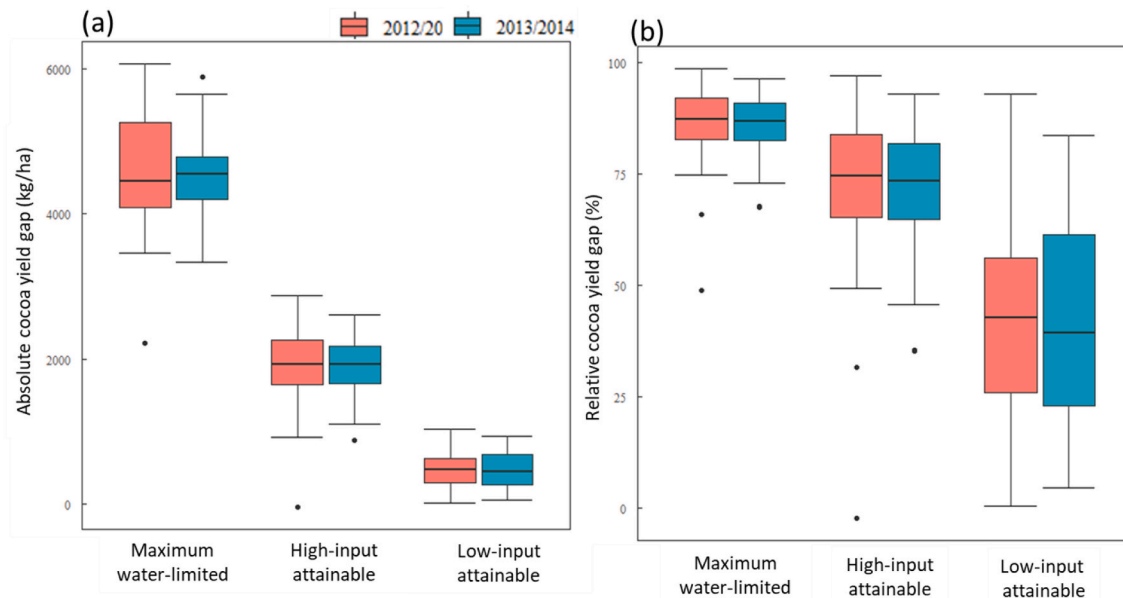 (a)
2012/20
2013/2014
(b)
Absolute cocoa yield gap (kg/ha)
6000
4000
2000
0
Maximum
water-limited
High-input
attainable
Low-input
attainable
Relative cocoa yield gap (%)
100
75
50
25
0
Maximum
water-limited
High-input
attainable
Low-input
attainable